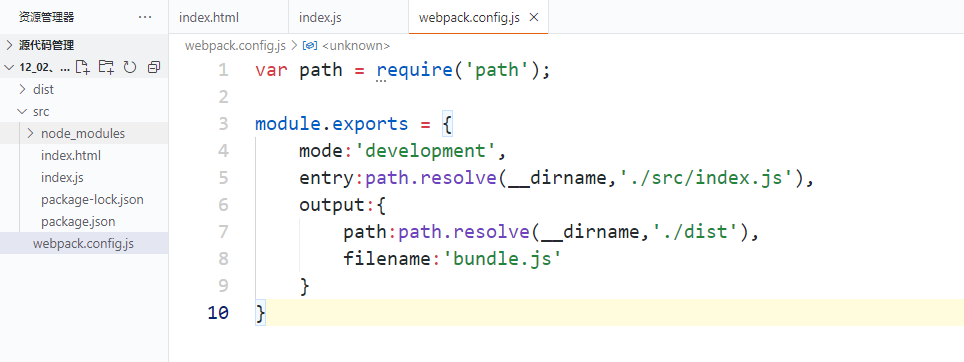 资源管理器 ···
源代码管理
12_02、...
dist
src
node_modules
index.html
index.js
package-lock.json
package.json
webpack.config.js
index.html index.js webpack.config.js
webpack.config.js > <unknown>
1 var path = require('path');
2
3 module.exports = {
4 mode:'development',
5 entry:path.resolve(__dirname,'./src/index.js'),
6 output:{
7 path:path.resolve(__dirname,'./dist'),
8 filename:'bundle.js'
9 }
10 }